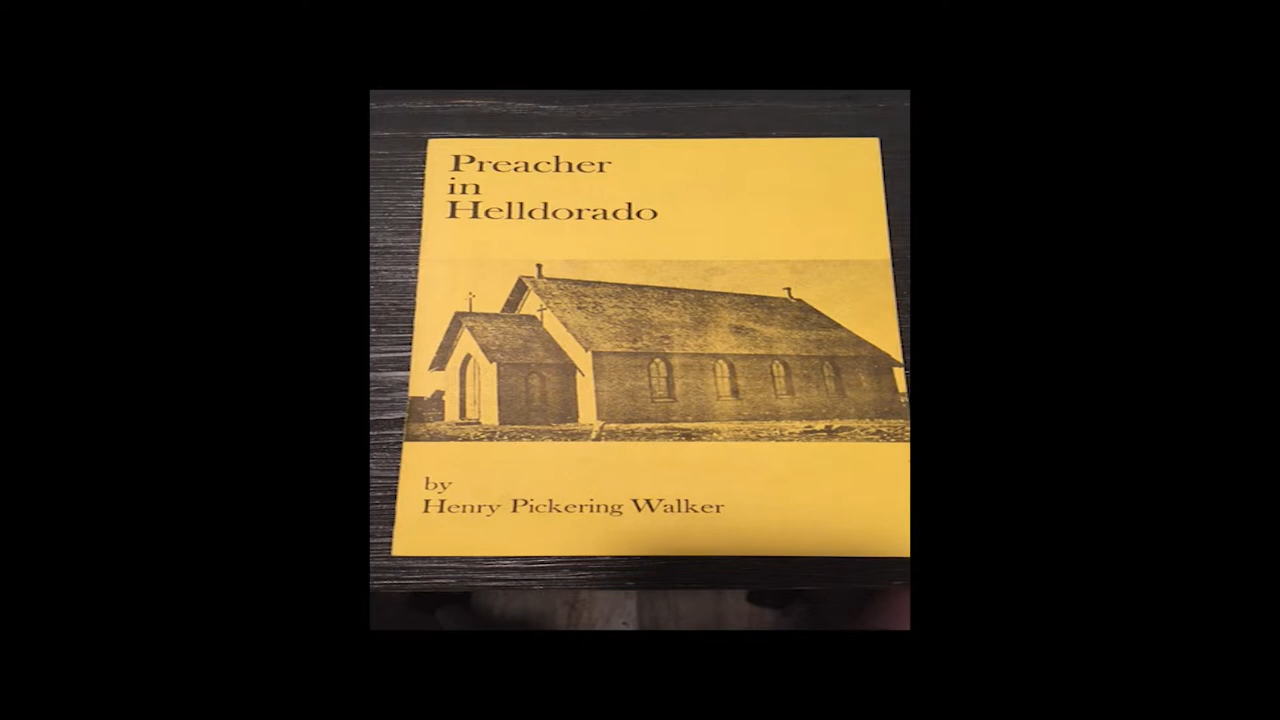 Preacher
in
Helldorado
by
Henry Pickering Walker